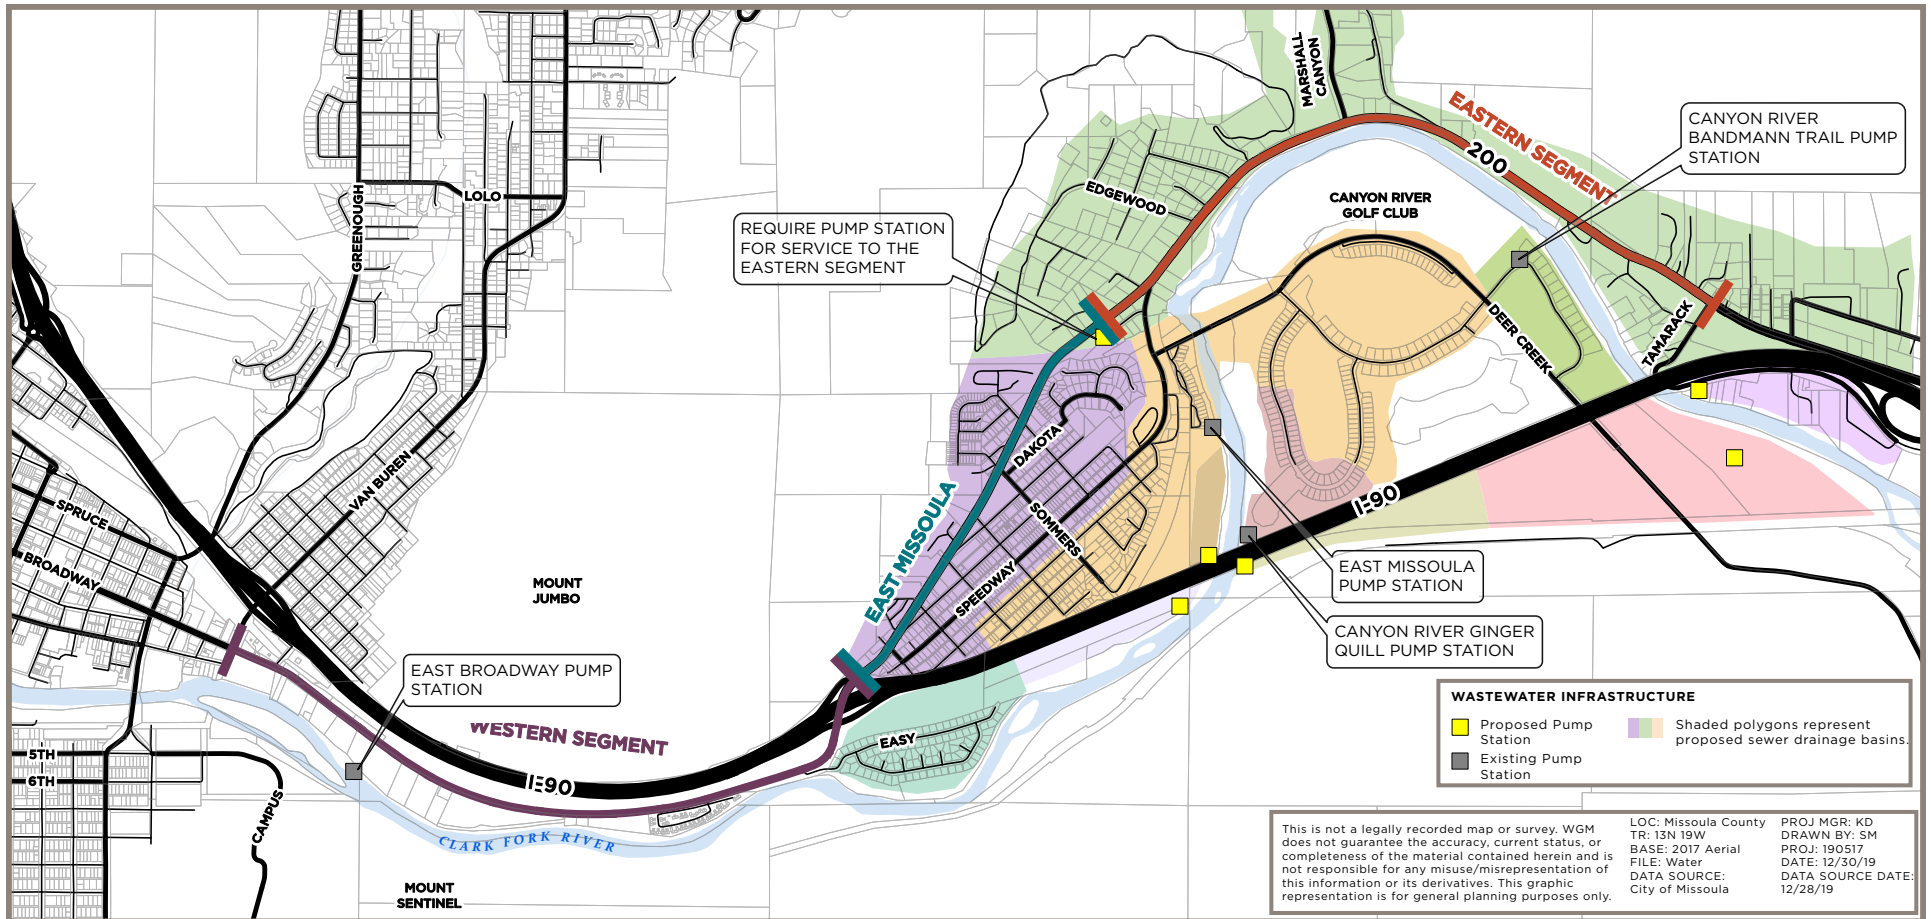 MARSHALL
CANYON
EASTERN SEGMENT
200
CANYON RIVER
BANDMANN TRAIL PUMP
STATION
GREENOUGH
LOLO
EDGEWOOD
CANYON RIVER
GOLF CLUB
REQUIRE PUMP STATION
FOR SERVICE TO THE
EASTERN SEGMENT
DEER CREEK
TAMARACK
VAN BUREN
DAKOTA
SOMMERS
SPEEDWAY
EAST MISSOULA
I-90
SPRUCE
BROADWAY
MOUNT
JUMBO
EAST MISSOULA
PUMP STATION
CANYON RIVER GINGER
QUILL PUMP STATION
EAST BROADWAY PUMP
STATION
WESTERN SEGMENT
EASY
I-90
5TH
6TH
CAMPUS
CLARK FORK RIVER
MOUNT
SENTINEL
WASTEWATER INFRASTRUCTURE
Proposed Pump
Station
Existing Pump
Station
Shaded polygons represent
proposed sewer drainage basins.
This is not a legally recorded map or survey. WGM
does not guarantee the accuracy, current status, or
completeness of the material contained herein and is
not responsible for any misuse/misrepresentation of
this information or its derivatives. This graphic
representation is for general planning purposes only.
LOC: Missoula County
TR: 13N 19W
BASE: 2017 Aerial
FILE: Water
DATA SOURCE:
City of Missoula
PROJ MGR: KD
DRAWN BY: SM
PROJ: 190517
DATE: 12/30/19
DATA SOURCE DATE:
12/28/19